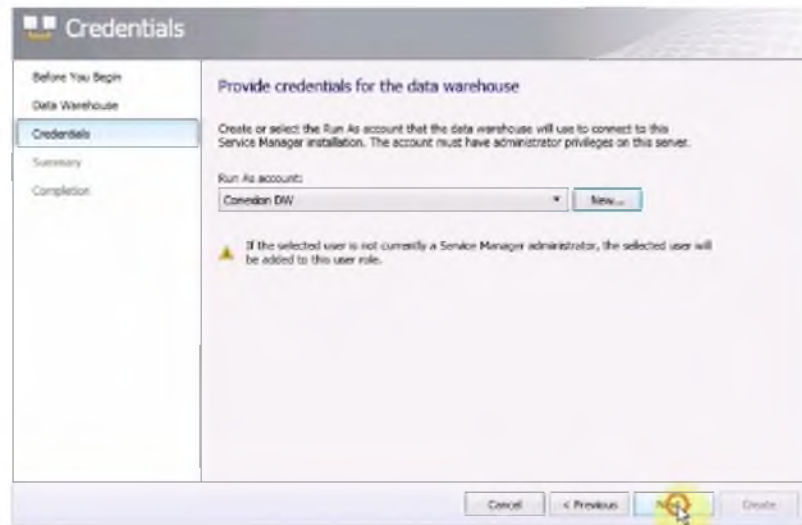 Credentials
Before You Begin
Data Warehouse
Credentials
Summary
Completion
Provide credentials for the data warehouse
Create or select the Run As account that the data warehouse will use to connect to this
Service Manager installation. The account must have administrator privileges on this server.
Run As account:
Conexion DW
New...
If the selected user is not currently a Service Manager administrator, the selected user will
be added to this user role.
Cancel
< Previous
Create